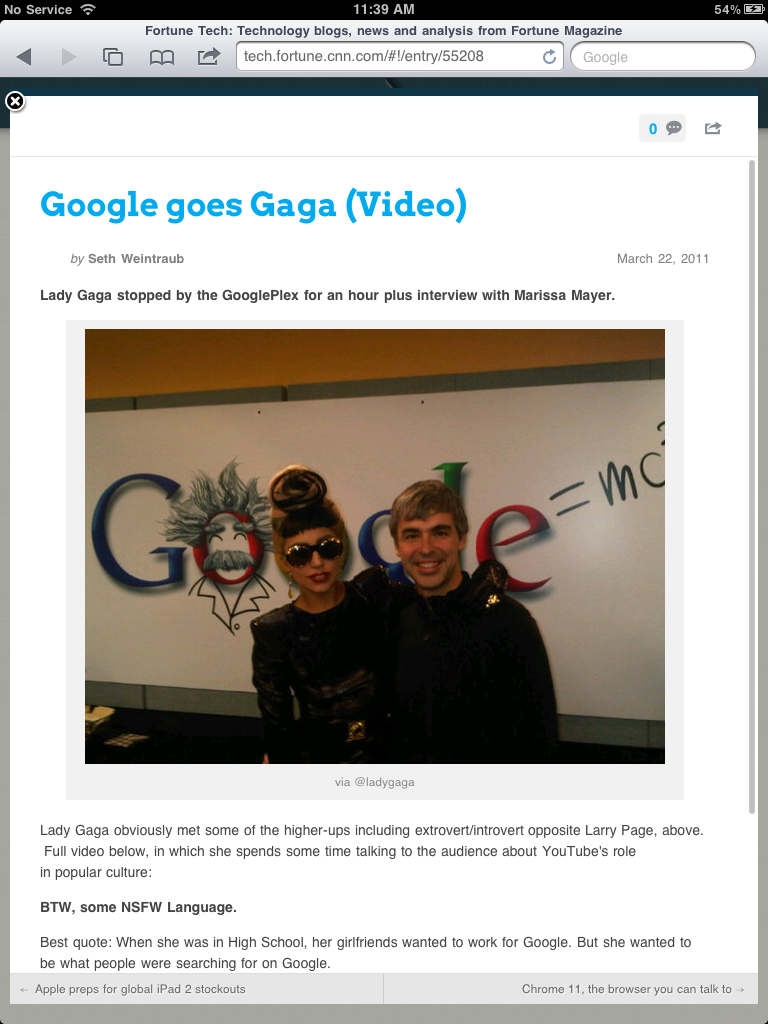 No Service 11:39 AM 54%
Fortune Tech: Technology blogs, news and analysis from Fortune Magazine
tech.fortune.cnn.com/#!/entry/55208 Google
0
Google goes Gaga (Video)
by Seth Weintraub March 22, 2011
Lady Gaga stopped by the GooglePlex for an hour plus interview with Marissa Mayer.
Google =mc²
via @ladygaga
Lady Gaga obviously met some of the higher-ups including extrovert/introvert opposite Larry Page, above.
Full video below, in which she spends some time talking to the audience about YouTube's role
in popular culture:
BTW, some NSFW Language.
Best quote: When she was in High School, her girlfriends wanted to work for Google. But she wanted to
be what people were searching for on Google.
← Apple preps for global iPad 2 stockouts Chrome 11, the browser you can talk to →